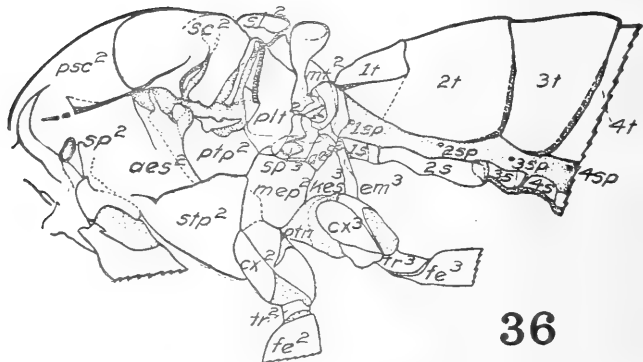 sc²
sl²
psc²
mt²
1t
2t
3t
4t
plt²
1sp
sp²
aes²
ptp²
sp³
1s
2sp
3sp
4sp
2s
3s
4s
mep²
kes³
em³
stp²
ptn
cx³
cx²
tr³
fe³
tr²
fe²
36